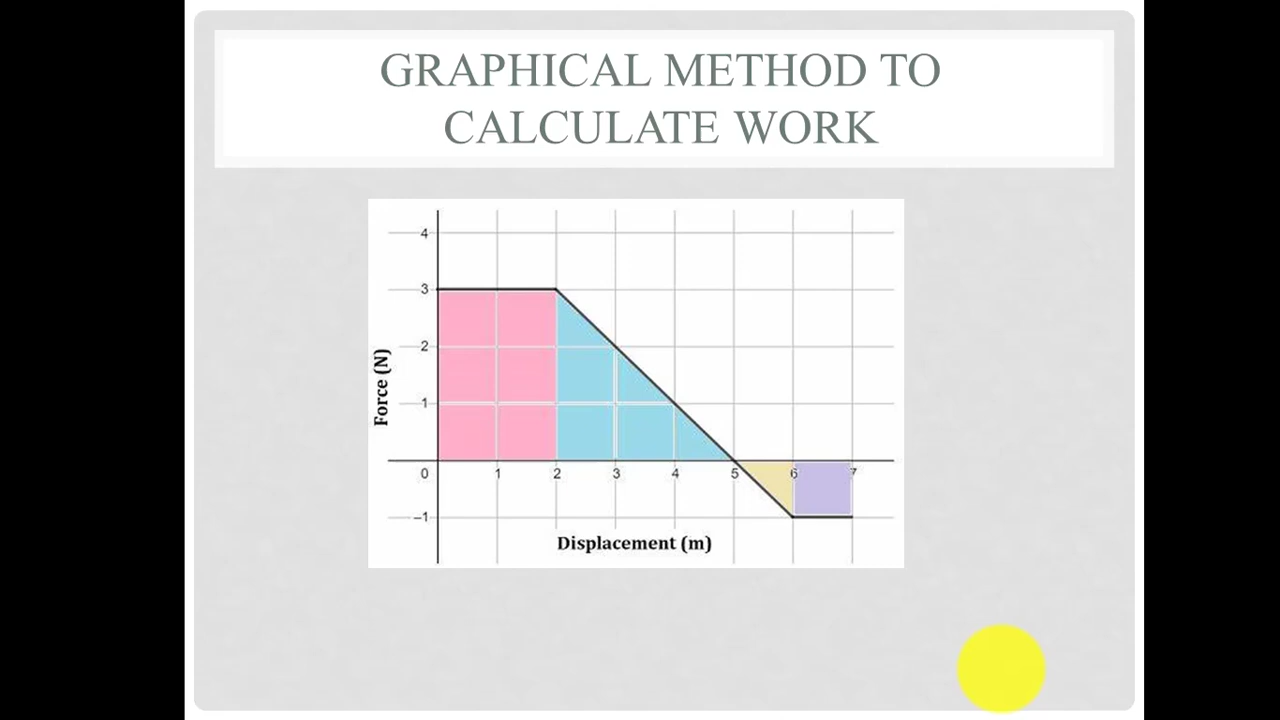 GRAPHICAL METHOD TO
CALCULATE WORK
4
3
2
1
0 1 2 3 4 5 6 7
–1
Force (N)
Displacement (m)